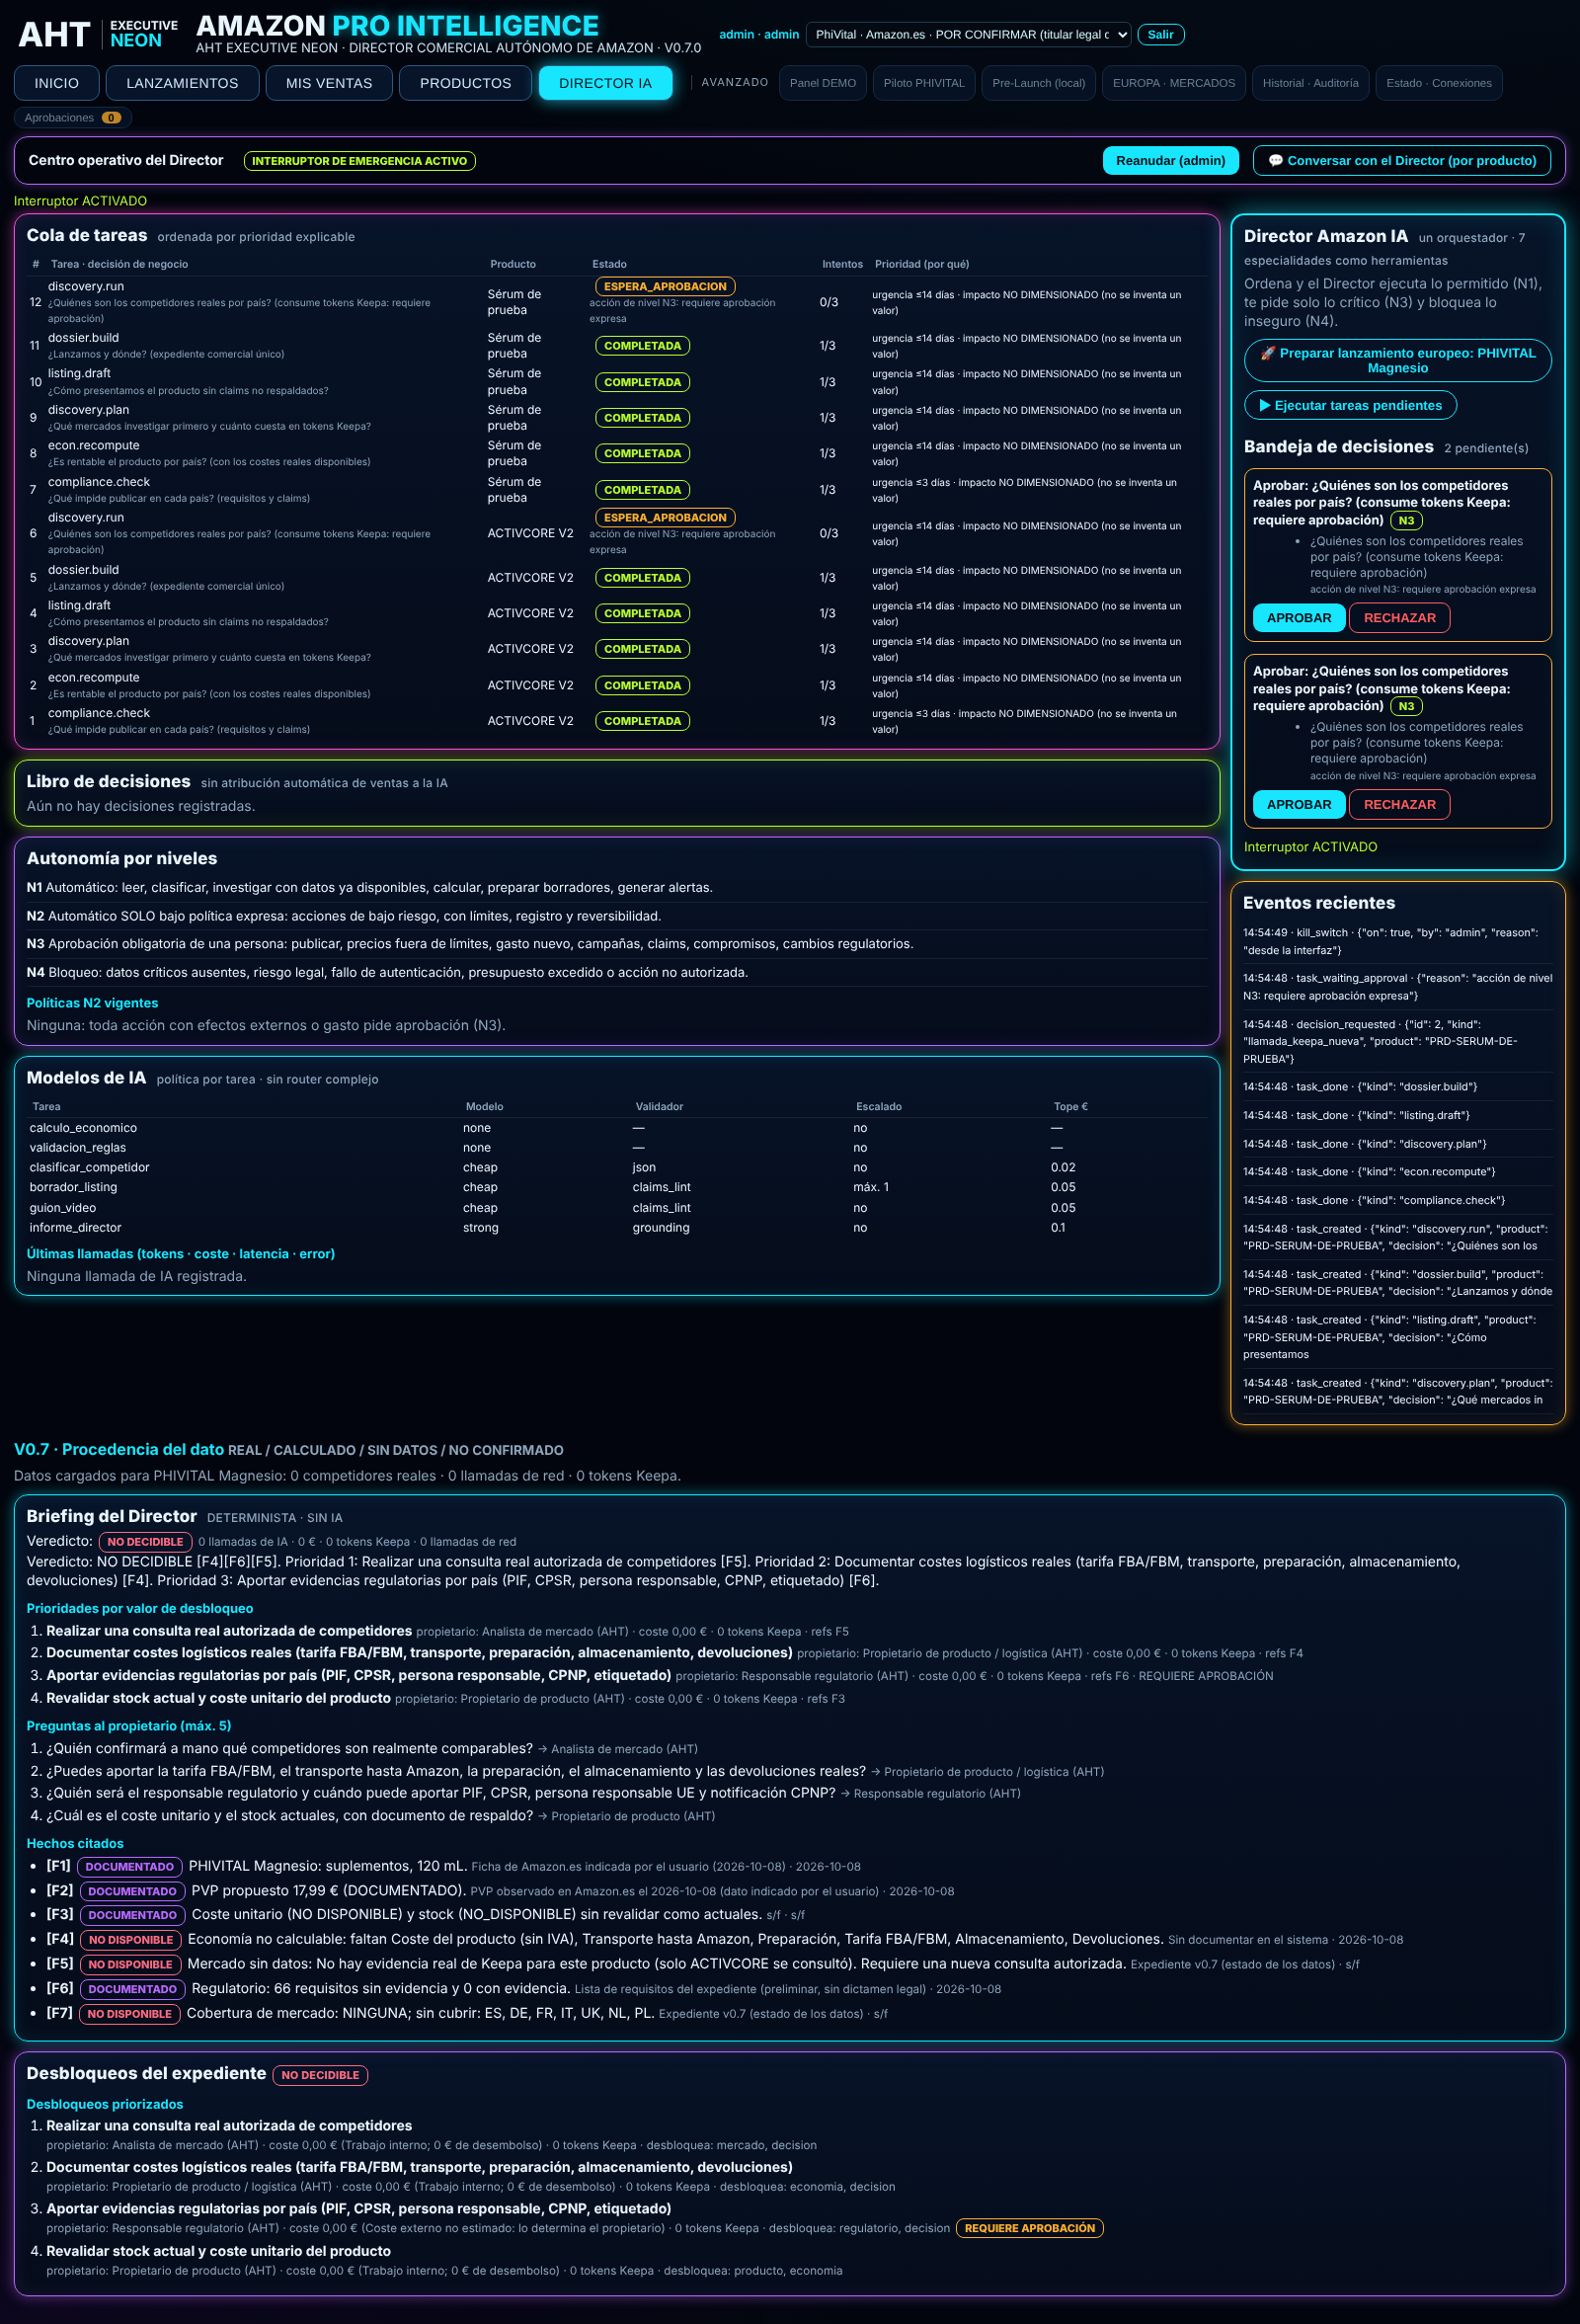 AHT EXECUTIVE NEON
AMAZON PRO INTELLIGENCE
AHT EXECUTIVE NEON · DIRECTOR COMERCIAL AUTÓNOMO DE AMAZON · V0.7.0
admin · admin
PhiVital · Amazon.es · POR CONFIRMAR (titular legal
Salir
INICIO
LANZAMIENTOS
MIS VENTAS
PRODUCTOS
DIRECTOR IA
AVANZADO
Panel DEMO
Piloto PHIVITAL
Pre-Launch (local)
EUROPA · MERCADOS
Historial · Auditoría
Estado · Conexiones
Aprobaciones 0
Centro operativo del Director
INTERRUPTOR DE EMERGENCIA ACTIVO
Reanudar (admin)
💬 Conversar con el Director (por producto)
Interruptor ACTIVADO
Cola de tareas ordenada por prioridad explicable
# Tarea · decisión de negocio Producto Estado Intentos Prioridad (por qué)
12 discovery.run
¿Quiénes son los competidores reales por país? (consume tokens Keepa: requiere
aprobación)
Sérum de
prueba
ESPERA_APROBACION
acción de nivel N3: requiere aprobación
expresa
0/3
urgencia ≤14 días · impacto NO DIMENSIONADO (no se inventa un
valor)
11 dossier.build
¿Lanzamos y dónde? (expediente comercial único)
Sérum de
prueba
COMPLETADA
1/3
urgencia ≤14 días · impacto NO DIMENSIONADO (no se inventa un
valor)
10 listing.draft
¿Cómo presentamos el producto sin claims no respaldados?
Sérum de
prueba
COMPLETADA
1/3
urgencia ≤14 días · impacto NO DIMENSIONADO (no se inventa un
valor)
9 discovery.plan
¿Qué mercados investigar primero y cuánto cuesta en tokens Keepa?
Sérum de
prueba
COMPLETADA
1/3
urgencia ≤14 días · impacto NO DIMENSIONADO (no se inventa un
valor)
8 econ.recompute
¿Es rentable el producto por país? (con los costes reales disponibles)
Sérum de
prueba
COMPLETADA
1/3
urgencia ≤14 días · impacto NO DIMENSIONADO (no se inventa un
valor)
7 compliance.check
¿Qué impide publicar en cada país? (requisitos y claims)
Sérum de
prueba
COMPLETADA
1/3
urgencia ≤3 días · impacto NO DIMENSIONADO (no se inventa un
valor)
6 discovery.run
¿Quiénes son los competidores reales por país? (consume tokens Keepa: requiere
aprobación)
ACTIVCORE V2
ESPERA_APROBACION
acción de nivel N3: requiere aprobación
expresa
0/3
urgencia ≤14 días · impacto NO DIMENSIONADO (no se inventa un
valor)
5 dossier.build
¿Lanzamos y dónde? (expediente comercial único)
ACTIVCORE V2
COMPLETADA
1/3
urgencia ≤14 días · impacto NO DIMENSIONADO (no se inventa un
valor)
4 listing.draft
¿Cómo presentamos el producto sin claims no respaldados?
ACTIVCORE V2
COMPLETADA
1/3
urgencia ≤14 días · impacto NO DIMENSIONADO (no se inventa un
valor)
3 discovery.plan
¿Qué mercados investigar primero y cuánto cuesta en tokens Keepa?
ACTIVCORE V2
COMPLETADA
1/3
urgencia ≤14 días · impacto NO DIMENSIONADO (no se inventa un
valor)
2 econ.recompute
¿Es rentable el producto por país? (con los costes reales disponibles)
ACTIVCORE V2
COMPLETADA
1/3
urgencia ≤14 días · impacto NO DIMENSIONADO (no se inventa un
valor)
1 compliance.check
¿Qué impide publicar en cada país? (requisitos y claims)
ACTIVCORE V2
COMPLETADA
1/3
urgencia ≤3 días · impacto NO DIMENSIONADO (no se inventa un
valor)
Libro de decisiones sin atribución automática de ventas a la IA
Aún no hay decisiones registradas.
Autonomía por niveles
N1 Automático: leer, clasificar, investigar con datos ya disponibles, calcular, preparar borradores, generar alertas.
N2 Automático SOLO bajo política expresa: acciones de bajo riesgo, con límites, registro y reversibilidad.
N3 Aprobación obligatoria de una persona: publicar, precios fuera de límites, gasto nuevo, campañas, claims, compromisos, cambios regulatorios.
N4 Bloqueo: datos críticos ausentes, riesgo legal, fallo de autenticación, presupuesto excedido o acción no autorizada.
Políticas N2 vigentes
Ninguna: toda acción con efectos externos o gasto pide aprobación (N3).
Modelos de IA política por tarea · sin router complejo
Tarea Modelo Validador Escalado Tope €
calculo_economico none — no —
validacion_reglas none — no —
clasificar_competidor cheap json no 0.02
borrador_listing cheap claims_lint máx. 1 0.05
guion_video cheap claims_lint no 0.05
informe_director strong grounding no 0.1
Últimas llamadas (tokens · coste · latencia · error)
Ninguna llamada de IA registrada.
Director Amazon IA un orquestador · 7
especialidades como herramientas
Ordena y el Director ejecuta lo permitido (N1),
te pide solo lo crítico (N3) y bloquea lo
inseguro (N4).
🚀 Preparar lanzamiento europeo: PHIVITAL
Magnesio
▶ Ejecutar tareas pendientes
Bandeja de decisiones 2 pendiente(s)
Aprobar: ¿Quiénes son los competidores
reales por país? (consume tokens Keepa:
requiere aprobación) N3
• ¿Quiénes son los competidores reales
por país? (consume tokens Keepa:
requiere aprobación)
acción de nivel N3: requiere aprobación expresa
APROBAR RECHAZAR
Aprobar: ¿Quiénes son los competidores
reales por país? (consume tokens Keepa:
requiere aprobación) N3
• ¿Quiénes son los competidores reales
por país? (consume tokens Keepa:
requiere aprobación)
acción de nivel N3: requiere aprobación expresa
APROBAR RECHAZAR
Interruptor ACTIVADO
Eventos recientes
14:54:49 · kill_switch · {"on": true, "by": "admin", "reason":
"desde la interfaz"}
14:54:48 · task_waiting_approval · {"reason": "acción de nivel
N3: requiere aprobación expresa"}
14:54:48 · decision_requested · {"id": 2, "kind":
"llamada_keepa_nueva", "product": "PRD-SERUM-DE-
PRUEBA"}
14:54:48 · task_done · {"kind": "dossier.build"}
14:54:48 · task_done · {"kind": "listing.draft"}
14:54:48 · task_done · {"kind": "discovery.plan"}
14:54:48 · task_done · {"kind": "econ.recompute"}
14:54:48 · task_done · {"kind": "compliance.check"}
14:54:48 · task_created · {"kind": "discovery.run", "product":
"PRD-SERUM-DE-PRUEBA", "decision": "¿Quiénes son los
14:54:48 · task_created · {"kind": "dossier.build", "product":
"PRD-SERUM-DE-PRUEBA", "decision": "¿Lanzamos y dónde
14:54:48 · task_created · {"kind": "listing.draft", "product":
"PRD-SERUM-DE-PRUEBA", "decision": "¿Cómo
presentamos
14:54:48 · task_created · {"kind": "discovery.plan", "product":
"PRD-SERUM-DE-PRUEBA", "decision": "¿Qué mercados in
V0.7 · Procedencia del dato REAL / CALCULADO / SIN DATOS / NO CONFIRMADO
Datos cargados para PHIVITAL Magnesio: 0 competidores reales · 0 llamadas de red · 0 tokens Keepa.
Briefing del Director DETERMINISTA · SIN IA
Veredicto: NO DECIDIBLE 0 llamadas de IA · 0 € · 0 tokens Keepa · 0 llamadas de red
Veredicto: NO DECIDIBLE [F4][F6][F5]. Prioridad 1: Realizar una consulta real autorizada de competidores [F5]. Prioridad 2: Documentar costes logísticos reales (tarifa FBA/FBM, transporte, preparación, almacenamiento,
devoluciones) [F4]. Prioridad 3: Aportar evidencias regulatorias por país (PIF, CPSR, persona responsable, CPNP, etiquetado) [F6].
Prioridades por valor de desbloqueo
1. Realizar una consulta real autorizada de competidores propietario: Analista de mercado (AHT) · coste 0,00 € · 0 tokens Keepa · refs F5
2. Documentar costes logísticos reales (tarifa FBA/FBM, transporte, preparación, almacenamiento, devoluciones) propietario: Propietario de producto / logística (AHT) · coste 0,00 € · 0 tokens Keepa · refs F4
3. Aportar evidencias regulatorias por país (PIF, CPSR, persona responsable, CPNP, etiquetado) propietario: Responsable regulatorio (AHT) · coste 0,00 € · 0 tokens Keepa · refs F6 · REQUIERE APROBACIÓN
4. Revalidar stock actual y coste unitario del producto propietario: Propietario de producto (AHT) · coste 0,00 € · 0 tokens Keepa · refs F3
Preguntas al propietario (máx. 5)
1. ¿Quién confirmará a mano qué competidores son realmente comparables? → Analista de mercado (AHT)
2. ¿Puedes aportar la tarifa FBA/FBM, el transporte hasta Amazon, la preparación, el almacenamiento y las devoluciones reales? → Propietario de producto / logística (AHT)
3. ¿Quién será el responsable regulatorio y cuándo puede aportar PIF, CPSR, persona responsable UE y notificación CPNP? → Responsable regulatorio (AHT)
4. ¿Cuál es el coste unitario y el stock actuales, con documento de respaldo? → Propietario de producto (AHT)
Hechos citados
• [F1] DOCUMENTADO PHIVITAL Magnesio: suplementos, 120 mL. Ficha de Amazon.es indicada por el usuario (2026-10-08) · 2026-10-08
• [F2] DOCUMENTADO PVP propuesto 17,99 € (DOCUMENTADO). PVP observado en Amazon.es el 2026-10-08 (dato indicado por el usuario) · 2026-10-08
• [F3] DOCUMENTADO Coste unitario (NO DISPONIBLE) y stock (NO_DISPONIBLE) sin revalidar como actuales. s/f · s/f
• [F4] NO DISPONIBLE Economía no calculable: faltan Coste del producto (sin IVA), Transporte hasta Amazon, Preparación, Tarifa FBA/FBM, Almacenamiento, Devoluciones. Sin documentar en el sistema · 2026-10-08
• [F5] NO DISPONIBLE Mercado sin datos: No hay evidencia real de Keepa para este producto (solo ACTIVCORE se consultó). Requiere una nueva consulta autorizada. Expediente v0.7 (estado de los datos) · s/f
• [F6] DOCUMENTADO Regulatorio: 66 requisitos sin evidencia y 0 con evidencia. Lista de requisitos del expediente (preliminar, sin dictamen legal) · 2026-10-08
• [F7] NO DISPONIBLE Cobertura de mercado: NINGUNA; sin cubrir: ES, DE, FR, IT, UK, NL, PL. Expediente v0.7 (estado de los datos) · s/f
Desbloqueos del expediente NO DECIDIBLE
Desbloqueos priorizados
1. Realizar una consulta real autorizada de competidores
propietario: Analista de mercado (AHT) · coste 0,00 € (Trabajo interno; 0 € de desembolso) · 0 tokens Keepa · desbloquea: mercado, decision
2. Documentar costes logísticos reales (tarifa FBA/FBM, transporte, preparación, almacenamiento, devoluciones)
propietario: Propietario de producto / logística (AHT) · coste 0,00 € (Trabajo interno; 0 € de desembolso) · 0 tokens Keepa · desbloquea: economia, decision
3. Aportar evidencias regulatorias por país (PIF, CPSR, persona responsable, CPNP, etiquetado)
propietario: Responsable regulatorio (AHT) · coste 0,00 € (Coste externo no estimado: lo determina el propietario) · 0 tokens Keepa · desbloquea: regulatorio, decision REQUIERE APROBACIÓN
4. Revalidar stock actual y coste unitario del producto
propietario: Propietario de producto (AHT) · coste 0,00 € (Trabajo interno; 0 € de desembolso) · 0 tokens Keepa · desbloquea: producto, economia